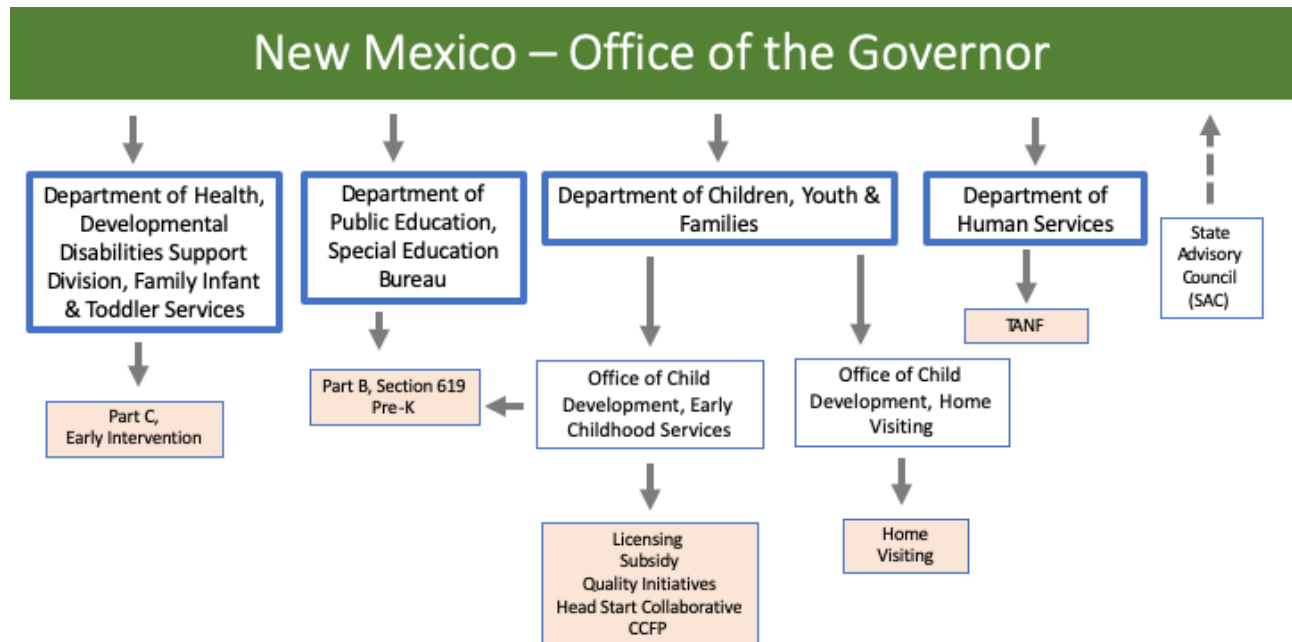 New Mexico – Office of the Governor
Department of Health,
Developmental
Disabilities Support
Division, Family Infant
& Toddler Services
Department of
Public Education,
Special Education
Bureau
Department of Children, Youth &
Families
Department of
Human Services
State
Advisory
Council
(SAC)
TANF
Part C,
Early Intervention
Part B, Section 619
Pre-K
Office of Child
Development, Early
Childhood Services
Office of Child
Development, Home
Visiting
Licensing
Subsidy
Quality Initiatives
Head Start Collaborative
CCFP
Home
Visiting